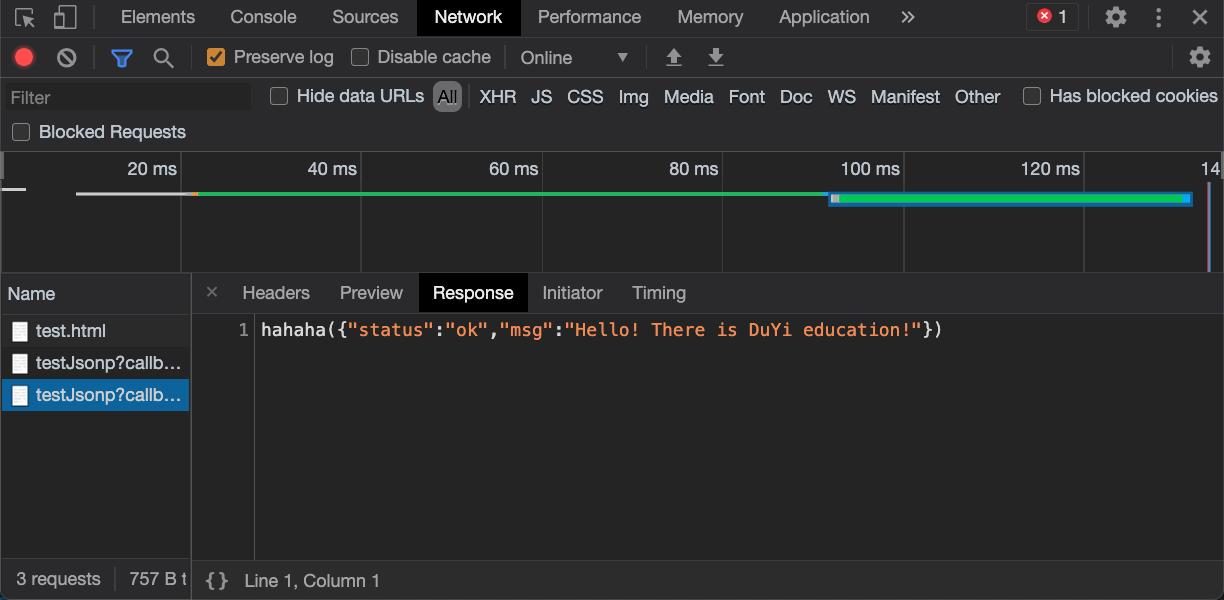 Elements Console Sources Network Performance Memory Application » 1
Preserve log Disable cache Online
Filter Hide data URLs All XHR JS CSS Img Media Font Doc WS Manifest Other Has blocked cookies
Blocked Requests
20 ms 40 ms 60 ms 80 ms 100 ms 120 ms 14
Name × Headers Preview Response Initiator Timing
test.html 1 hahaha({"status":"ok","msg":"Hello! There is DuYi education!"})
testJsonp?callb...
testJsonp?callb...
3 requests 757 B t {} Line 1, Column 1